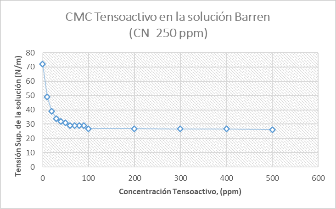 CMC Tensoactivo en la solución Barren
(CN 250 ppm)
Tensión Sup. de la solución (N/m)
80
70
60
50
40
30
20
10
0
0 100 200 300 400 500 600
Concentración Tensoactivo, (ppm)